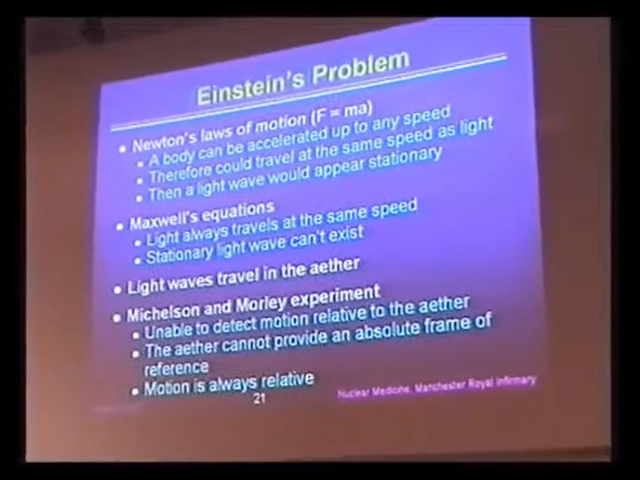 Einstein's Problem
• Newton's laws of motion (F = ma)
• A body can be accelerated up to any speed
• Therefore could travel at the same speed as light
• Then a light wave would appear stationary
• Maxwell's equations
• Light always travels at the same speed
• Stationary light wave can't exist
• Light waves travel in the aether
• Michelson and Morley experiment
• Unable to detect motion relative to the aether
• The aether cannot provide an absolute frame of
reference
• Motion is always relative
21
Nuclear Medicine, Manchester Royal Infirmary